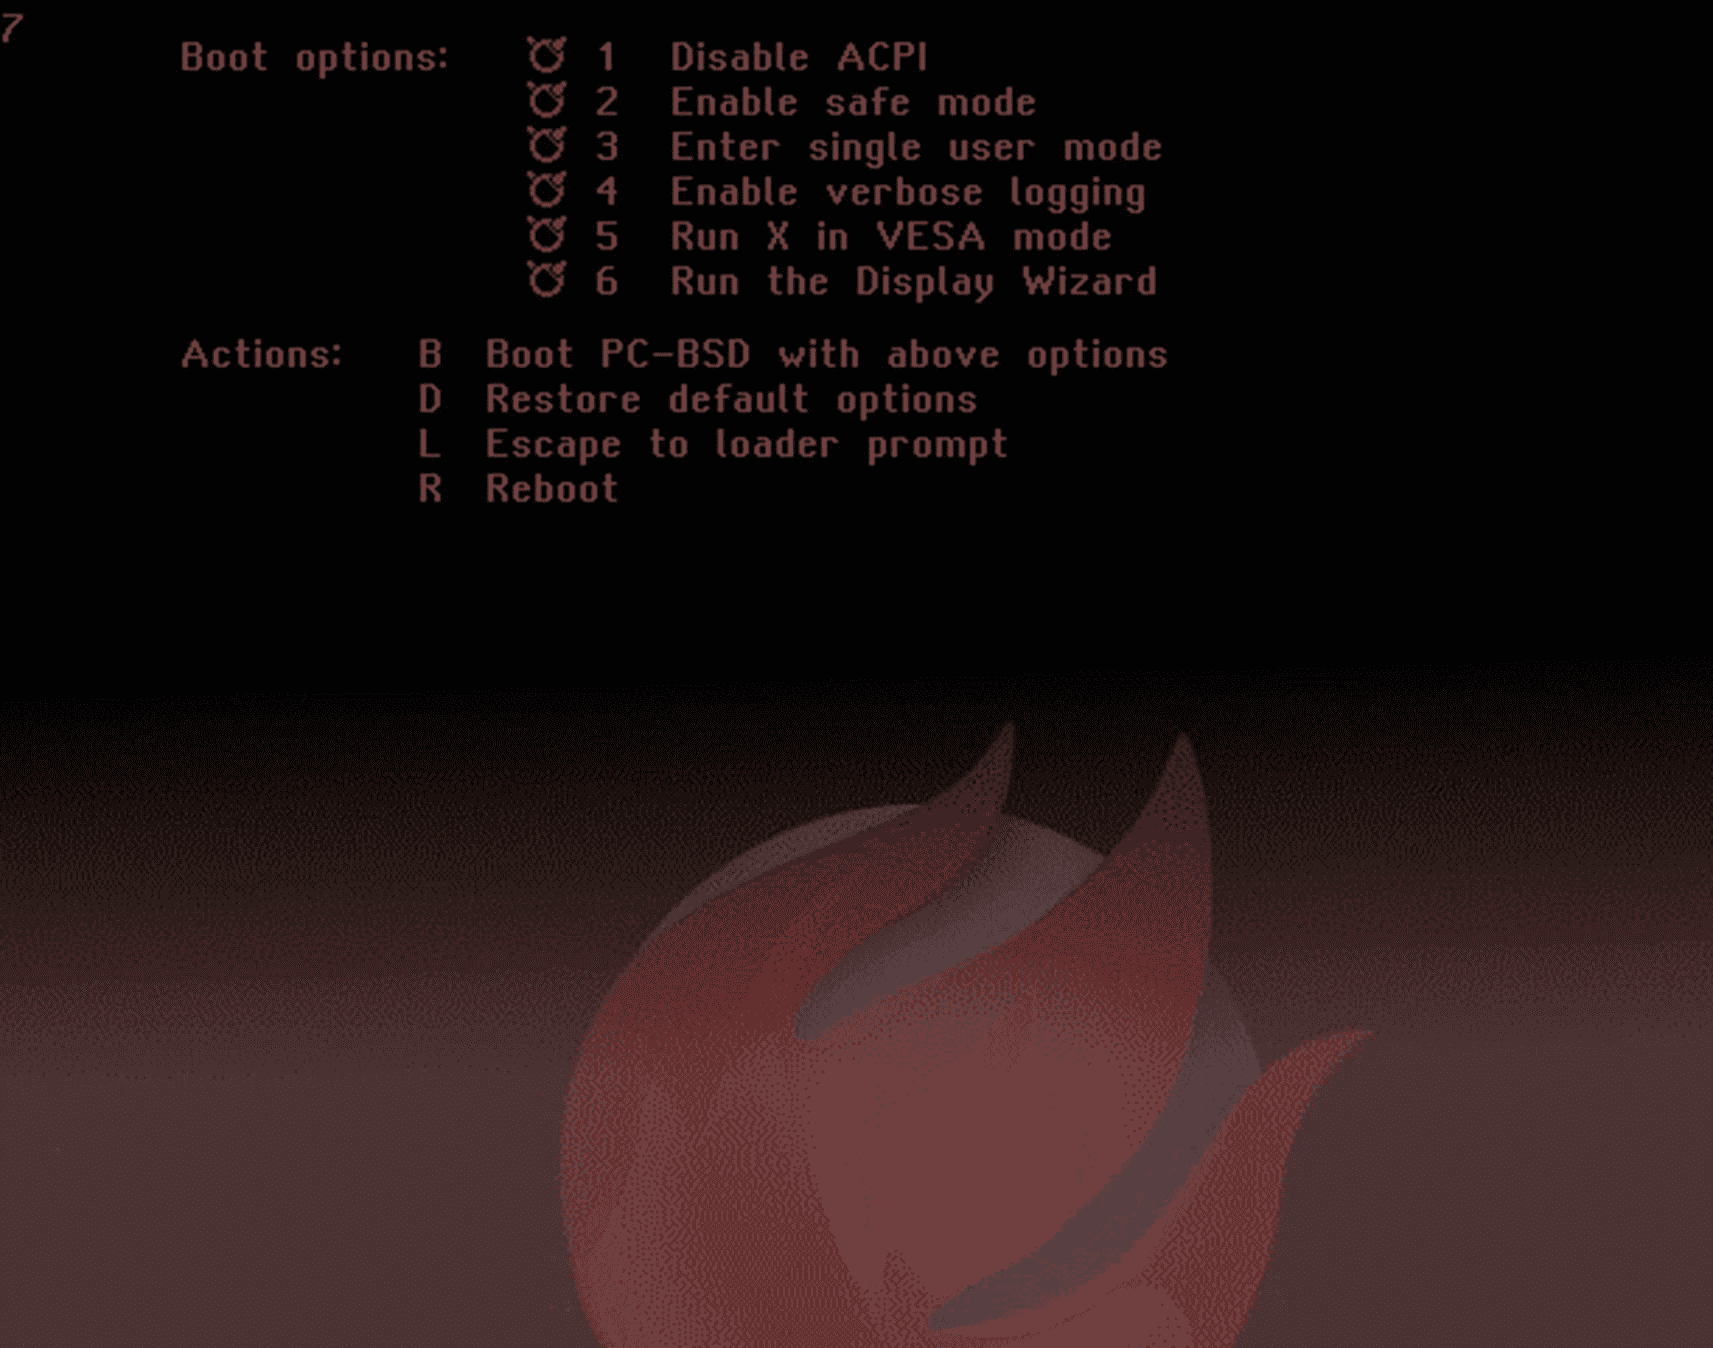 7
Boot options: 1 Disable ACPI
2 Enable safe mode
3 Enter single user mode
4 Enable verbose logging
5 Run X in VESA mode
6 Run the Display Wizard
Actions: B Boot PC-BSD with above options
D Restore default options
L Escape to loader prompt
R Reboot